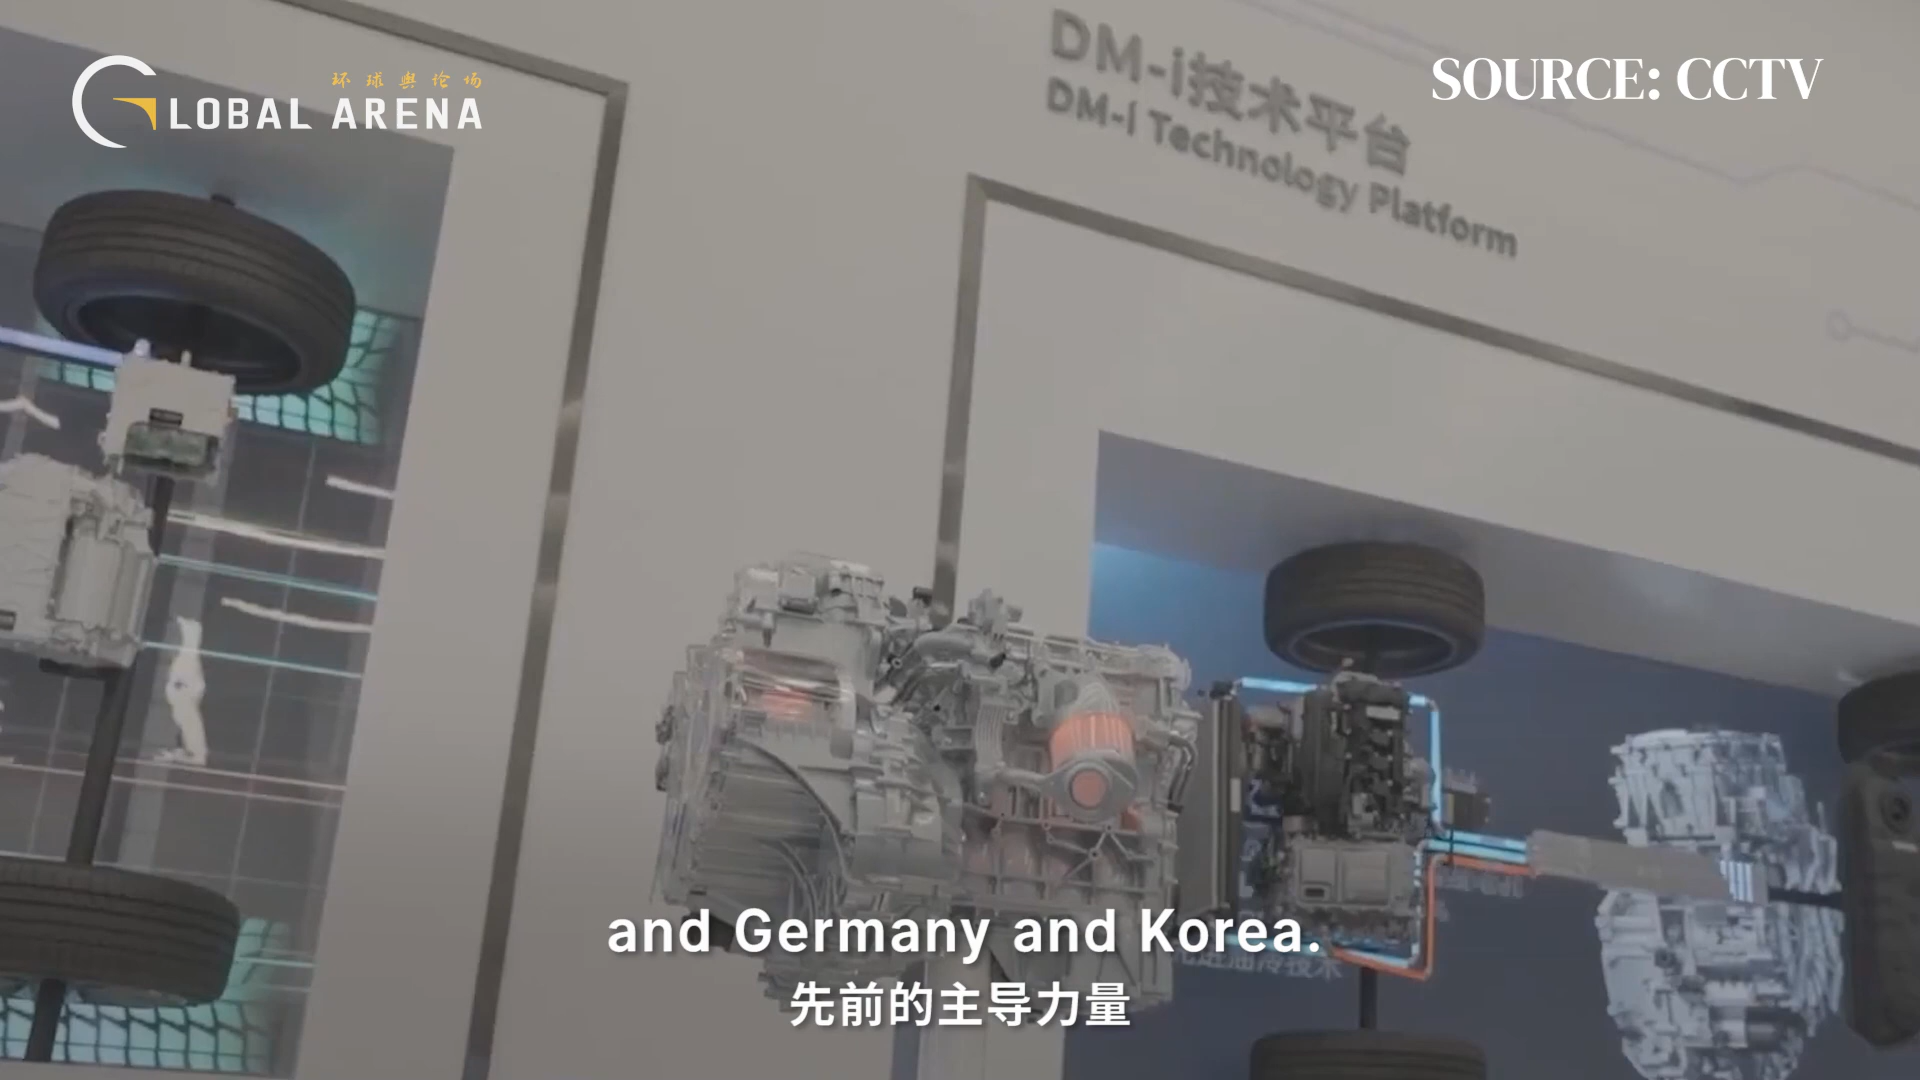 环球舆论场
GLOBAL ARENA
SOURCE: CCTV
DM-i技术平台
DM-i Technology Platform
and Germany and Korea.
先前的主导力量